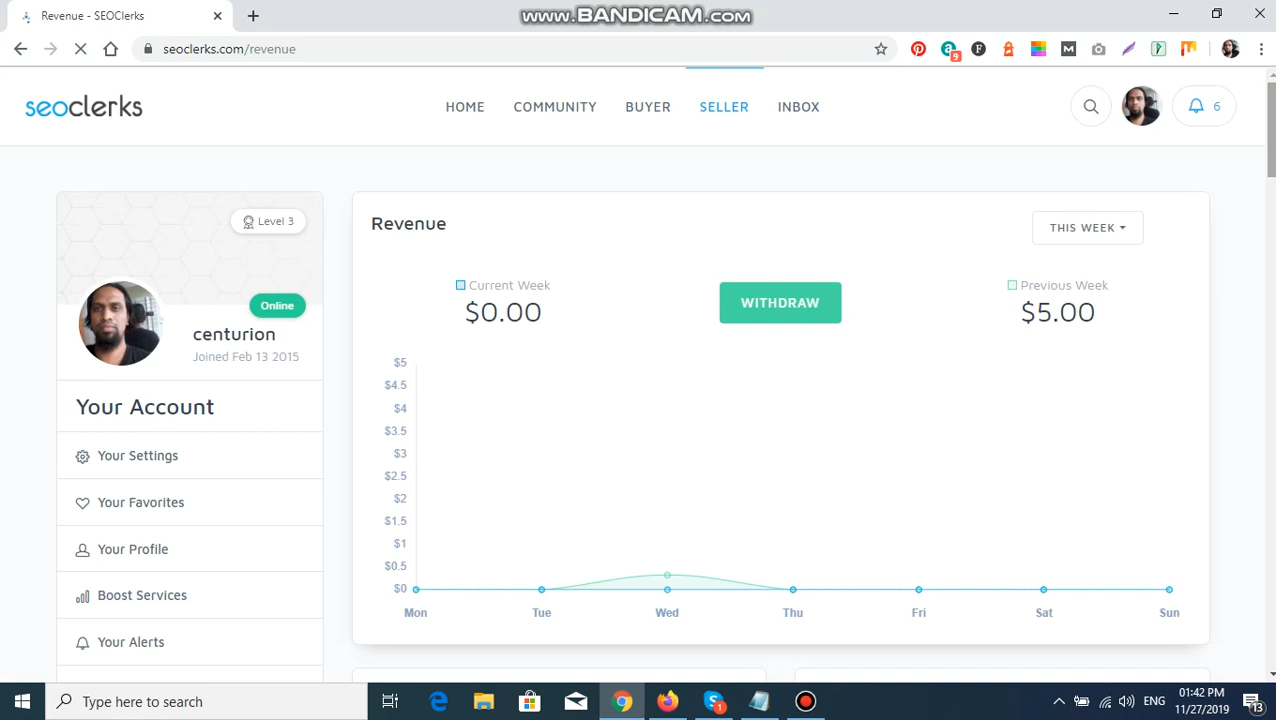 Revenue - SEOClerks
www.BANDICAM.com
seoclerks.com/revenue
9
seoclerks
HOME
COMMUNITY
BUYER
SELLER
INBOX
6
Level 3
Online
centurion
Joined Feb 13 2015
Your Account
Your Settings
Your Favorites
Your Profile
Boost Services
Your Alerts
Revenue
THIS WEEK
Current Week
$0.00
WITHDRAW
Previous Week
$5.00
$5
$4.5
$4
$3.5
$3
$2.5
$2
$1.5
$1
$0.5
$0
Mon Tue Wed Thu Fri Sat Sun
Type here to search
1
ENG
01:42 PM
11/27/2019
13